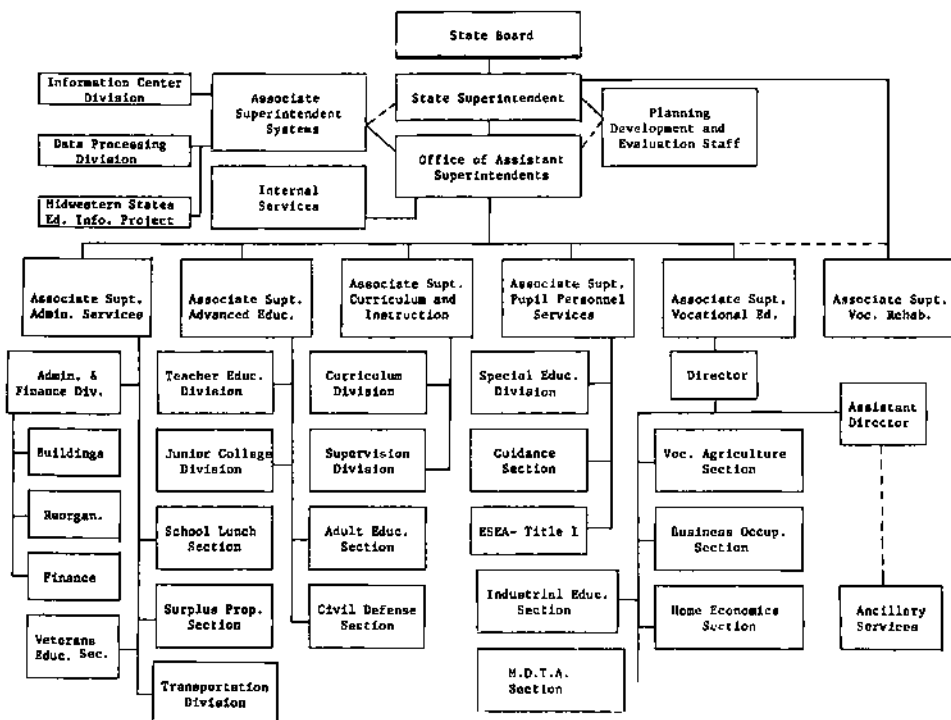 State Board
Information Center
Division
Associate
Superintendent
Systems
State Superintendent
Planning
Development and
Evaluation Staff
Data Processing
Division
Office of Assistant
Superintendents
Midwestern States
Ed. Info. Project
Internal
Services
Associate Supt.
Admin. Services
Associate Supt.
Advanced Educ.
Associate Supt.
Curriculum and
Instruction
Associate Supt.
Pupil Personnel
Services
Associate Supt.
Vocational Ed.
Associate Supt.
Voc. Rehab.
Admin. &
Finance Div.
Teacher Educ.
Division
Curriculum
Division
Special Educ.
Division
Director
Assistant
Director
Buildings
Junior College
Division
Supervision
Division
Guidance
Section
Voc. Agriculture
Section
Reorgan.
School Lunch
Section
Adult Educ.
Section
ESEA- Title I
Business Occup.
Section
Finance
Surplus Prop.
Section
Civil Defense
Section
Industrial Educ.
Section
Home Economics
Section
Ancillary
Services
Veterans
Educ. Sec.
Transportation
Division
M.D.T.A.
Section